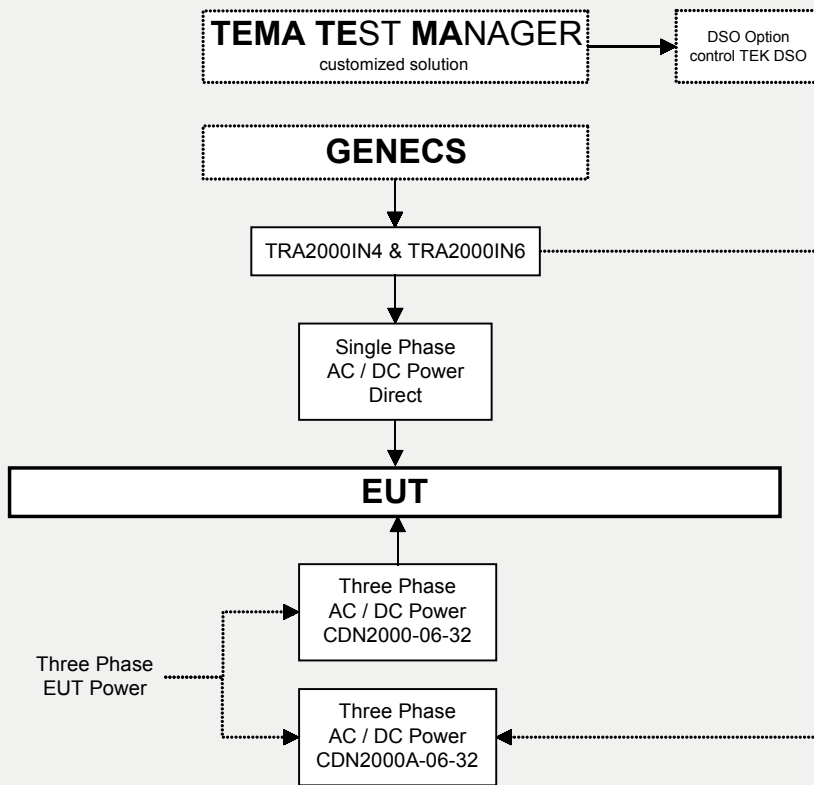 TEMA TEST MANAGER
customized solution
DSO Option
control TEK DSO
GENECS
TRA2000IN4 & TRA2000IN6
Single Phase
AC / DC Power
Direct
EUT
Three Phase
AC / DC Power
CDN2000-06-32
Three Phase
EUT Power
Three Phase
AC / DC Power
CDN2000A-06-32